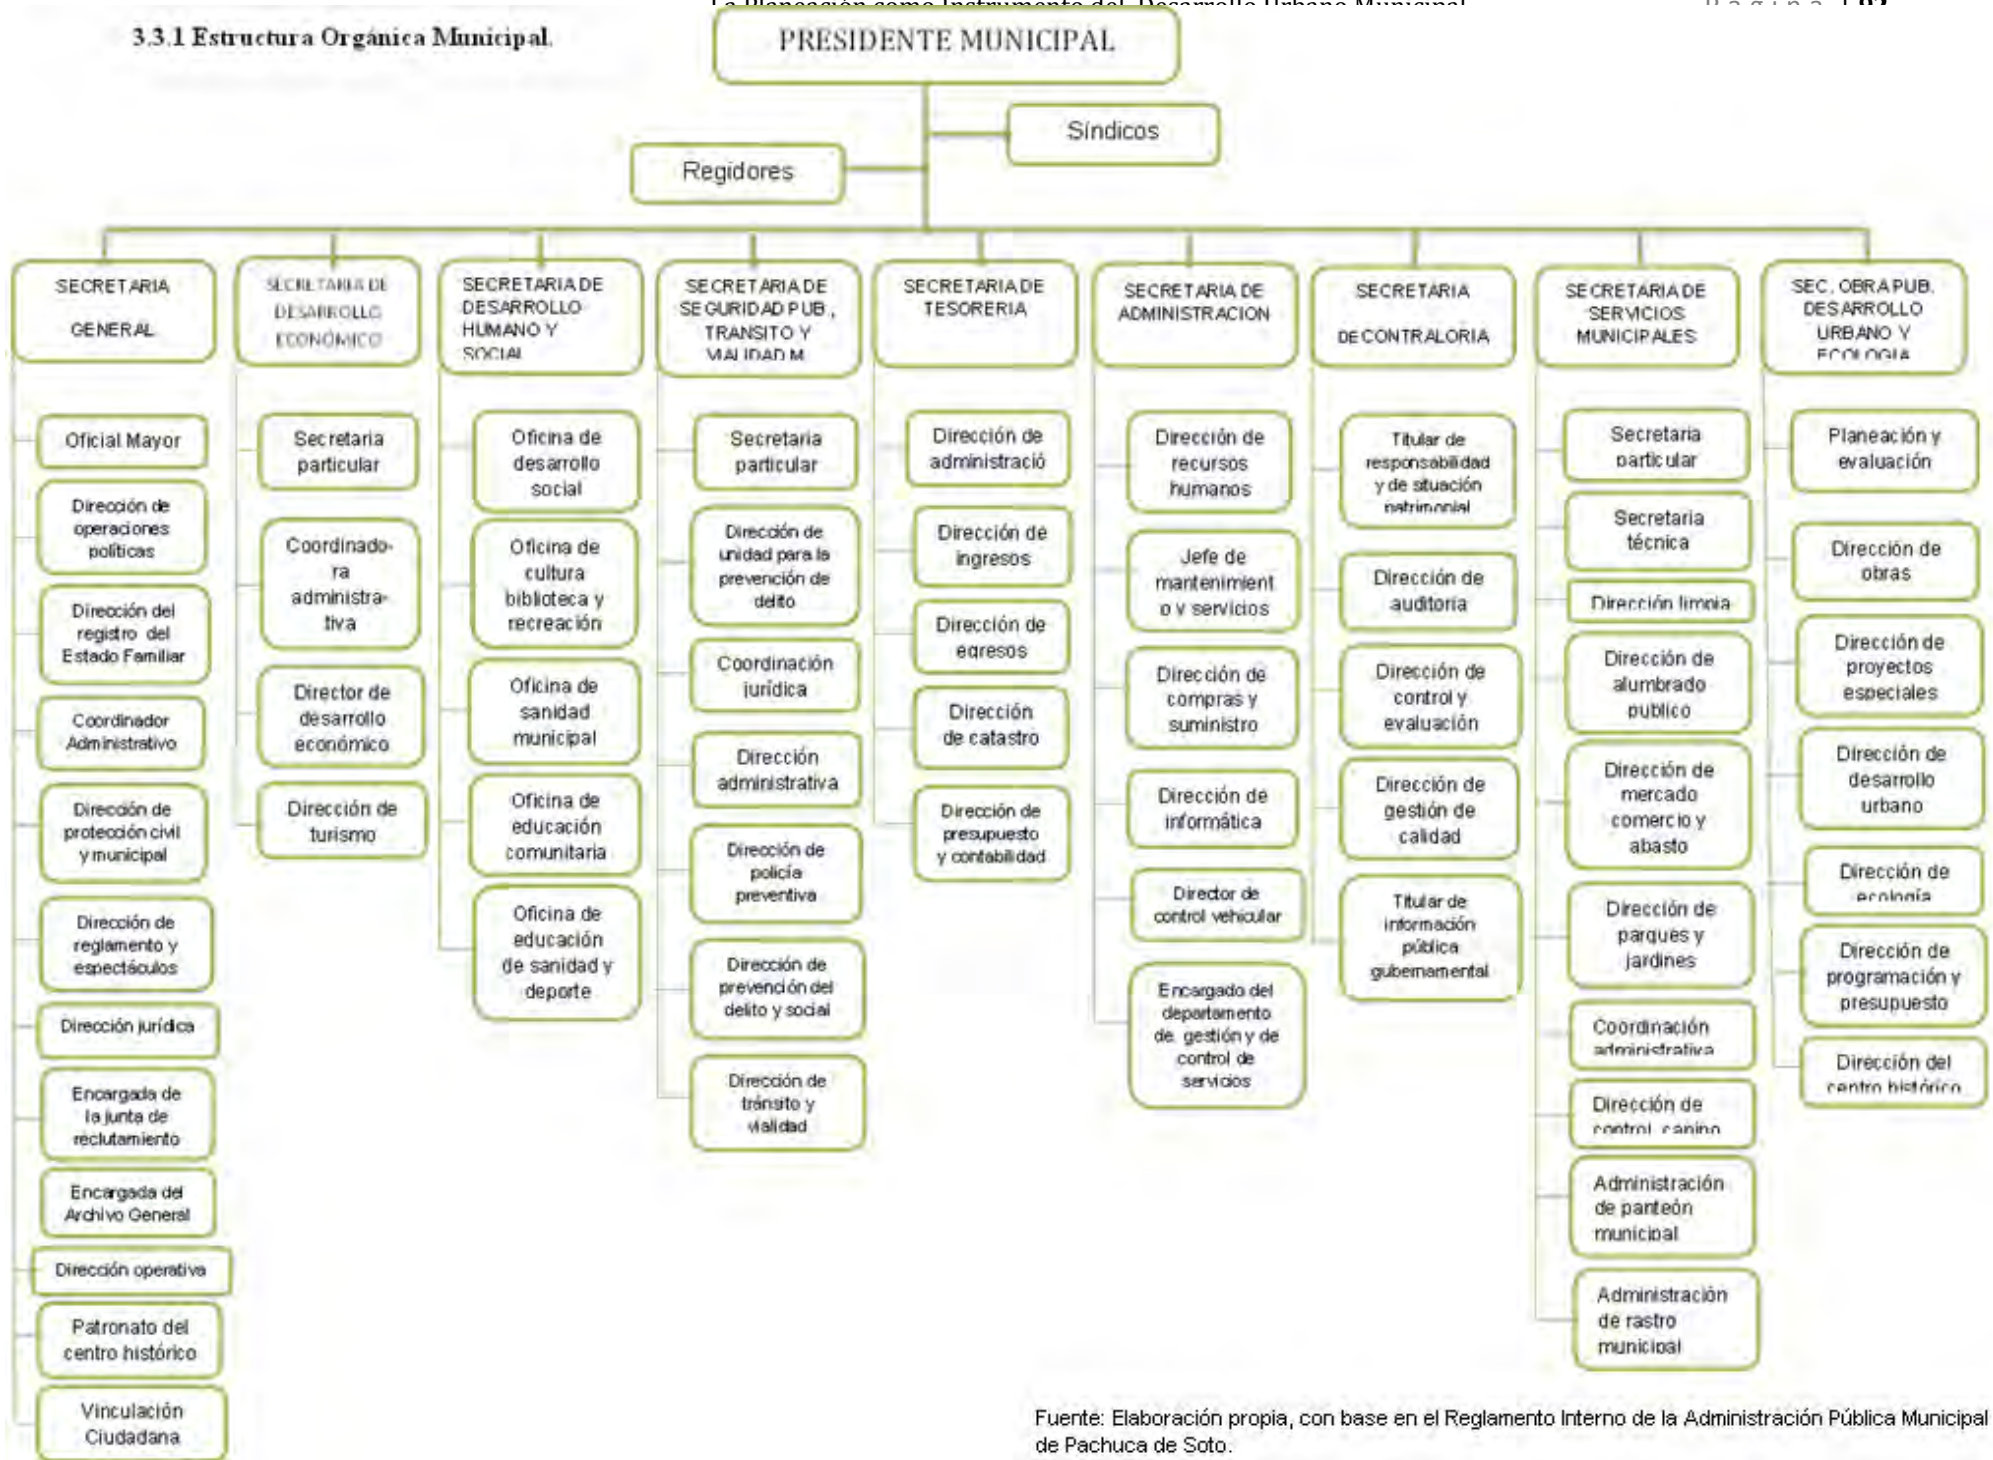 La Planeación como Instrumento del Desarrollo Urbano Municipal
P á g i n a | 92
3.3.1 Estructura Orgánica Municipal.
PRESIDENTE MUNICIPAL
Síndicos
Regidores
SECRETARIA
GENERAL
Oficial Mayor
Dirección de
operaciones
políticas
Dirección del
registro del
Estado Familiar
Coordinador
Administrativo
Dirección de
protección civil
y municipal
Dirección de
reglamento y
espectáculos
Dirección jurídica
Encargada de
la junta de
reclutamiento
Encargada del
Archivo General
Dirección operativa
Patronato del
centro histórico
Vinculación
Ciudadana
SECRETARIA DE
DESARROLLO
ECONÓMICO
Secretaria
particular
Coordinado-
ra
administra-
tiva
Director de
desarrollo
económico
Dirección de
turismo
SECRETARIA DE
DESARROLLO
HUMANO Y
SOCIAL
Oficina de
desarrollo
social
Oficina de
cultura
biblioteca y
recreación
Oficina de
sanidad
municipal
Oficina de
educación
comunitaria
Oficina de
educación
de sanidad y
deporte
SECRETARIA DE
SEGURIDAD PUB.,
TRANSITO Y
VIALIDAD M
Secretaria
particular
Dirección de
unidad para la
prevención de
delito
Coordinación
jurídica
Dirección
administrativa
Dirección de
policía
preventiva
Dirección de
prevención del
delito y social
Dirección de
tránsito y
vialidad
SECRETARIA DE
TESORERIA
Dirección de
administració
Dirección de
ingresos
Dirección de
egresos
Dirección
de catastro
Dirección de
presupuesto
y contabilidad
SECRETARIA DE
ADMINISTRACION
Dirección de
recursos
humanos
Jefe de
mantenimient
o y servicios
Dirección de
compras y
suministro
Dirección de
informática
Director de
control vehicular
Encargado del
departamento
de gestión y de
control de
servicios
SECRETARIA
DE CONTRALORIA
Titular de
responsabilidad
y de situación
patrimonial
Dirección de
auditoria
Dirección de
control y
evaluación
Dirección de
gestión de
calidad
Titular de
información
pública
gubernamental
SECRETARIA DE
SERVICIOS
MUNICIPALES
Secretaria
particular
Secretaria
técnica
Dirección limpia
Dirección de
alumbrado
publico
Dirección de
mercado
comercio y
abasto
Dirección de
parques y
jardines
Coordinación
administrativa
Dirección de
control canino
Administración
de panteón
municipal
Administración
de rastro
municipal
SEC. OBRA PUB.
DESARROLLO
URBANO Y
ECOLOGIA
Planeación y
evaluación
Dirección de
obras
Dirección de
proyectos
especiales
Dirección de
desarrollo
urbano
Dirección de
ecología
Dirección de
programación y
presupuesto
Dirección del
centro histórico
Fuente: Elaboración propia, con base en el Reglamento Interno de la Administración Pública Municipal
de Pachuca de Soto.